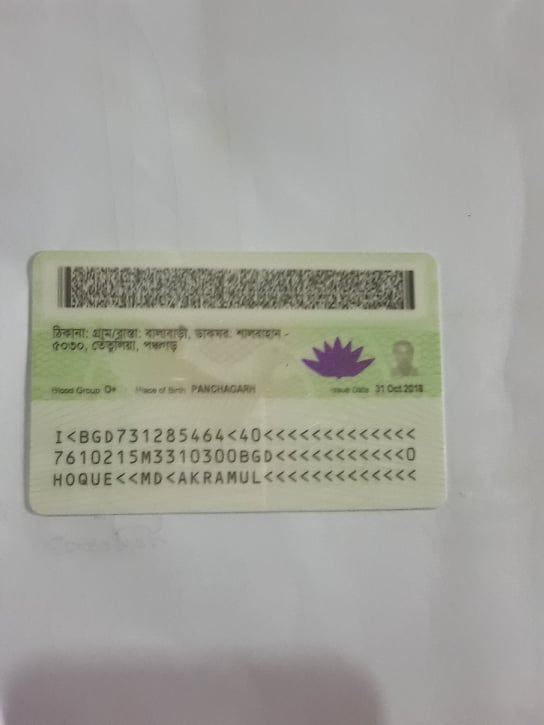 ঠিকানা: গ্রাম/রাস্তা: বালাবাড়ী, ডাকঘর: শালবাহান -
৫০৩০, তেতুলিয়া, পঞ্চগড়
Blood Group O+ Place of Birth PANCHAGARH Issue Date 31 Oct 2018
I<BGD731285464<40<<<<<<<<<<<<<<
7610215M3310300BGD<<<<<<<<<<<0
HOQUE<<MD<AKRAMUL<<<<<<<<<<<<<